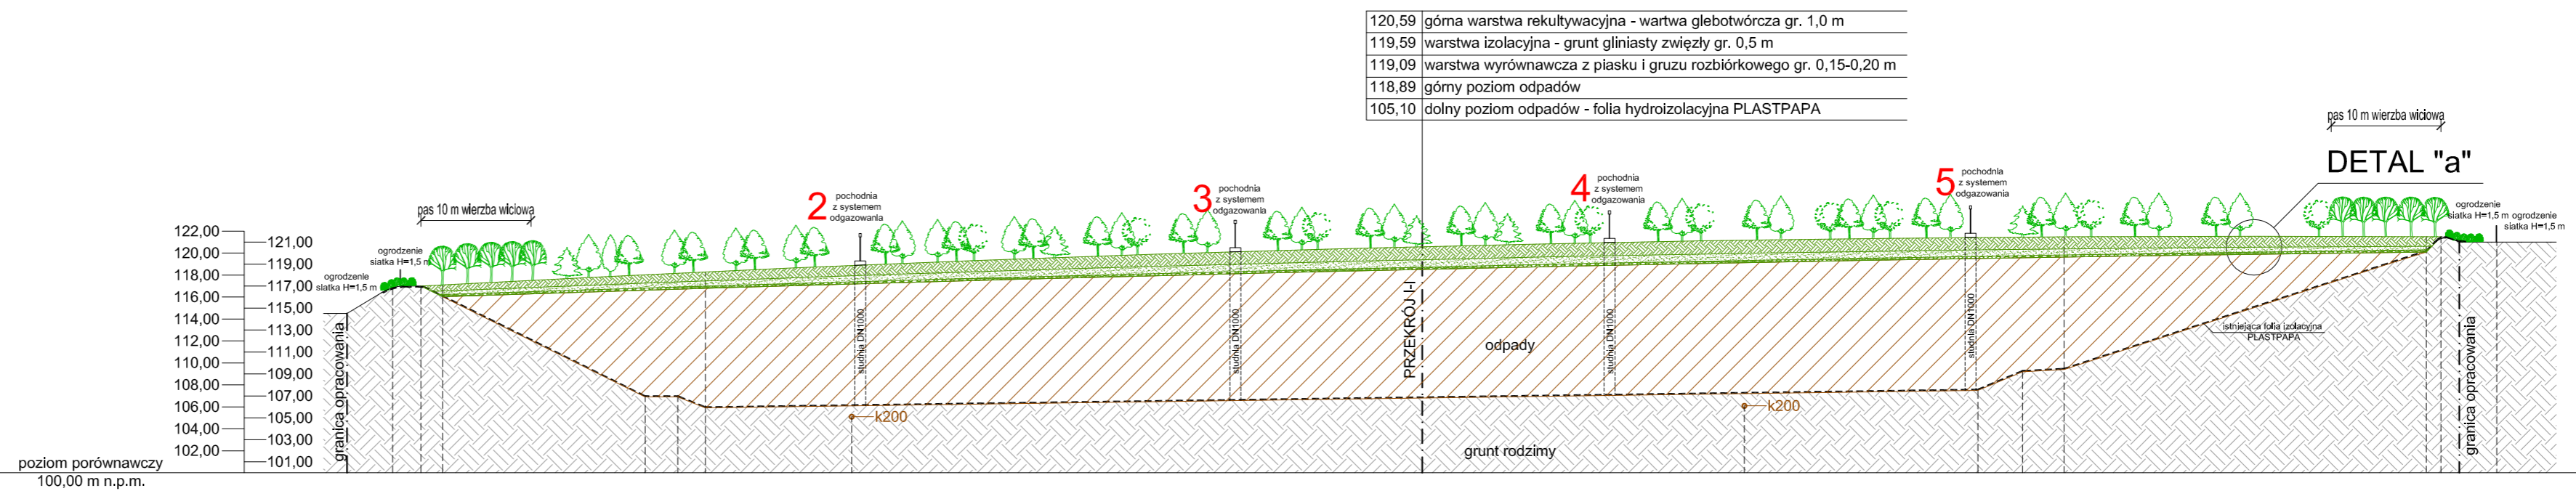 120,59 górna warstwa rekultywacyjna - wartwa glebotwórcza gr. 1,0 m
119,59 warstwa izolacyjna - grunt gliniasty zwięzły gr. 0,5 m
119,09 warstwa wyrównawcza z piasku i gruzu rozbiórkowego gr. 0,15-0,20 m
118,89 górny poziom odpadów
105,10 dolny poziom odpadów - folia hydroizolacyjna PLASTPAPA
pas 10 m wierzba wiciowa
DETAL "a"
pas 10 m wierzba wiciowa
2
pochodnia
z systemem
odgazowania
3
pochodnia
z systemem
odgazowania
4
pochodnia
z systemem
odgazowania
5
pochodnia
z systemem
odgazowania
ogrodzenie
siatka H=1,5 m
ogrodzenie
siatka H=1,5 m
ogrodzenie
siatka H=1,5 m
ogrodzenie
siatka H=1,5 m
122,00
121,00
120,00
119,00
118,00
117,00
116,00
115,00
114,00
113,00
112,00
111,00
110,00
109,00
108,00
107,00
106,00
105,00
104,00
103,00
102,00
101,00
granica opracowania
studnia DN1000
studnia DN1000
PRZEKRÓJ I-I
odpady
studnia DN1000
studnia DN1000
istniejąca folia izolacyjna
PLASTPAPA
granica opracowania
k200
k200
grunt rodzimy
poziom porównawczy
100,00 m n.p.m.